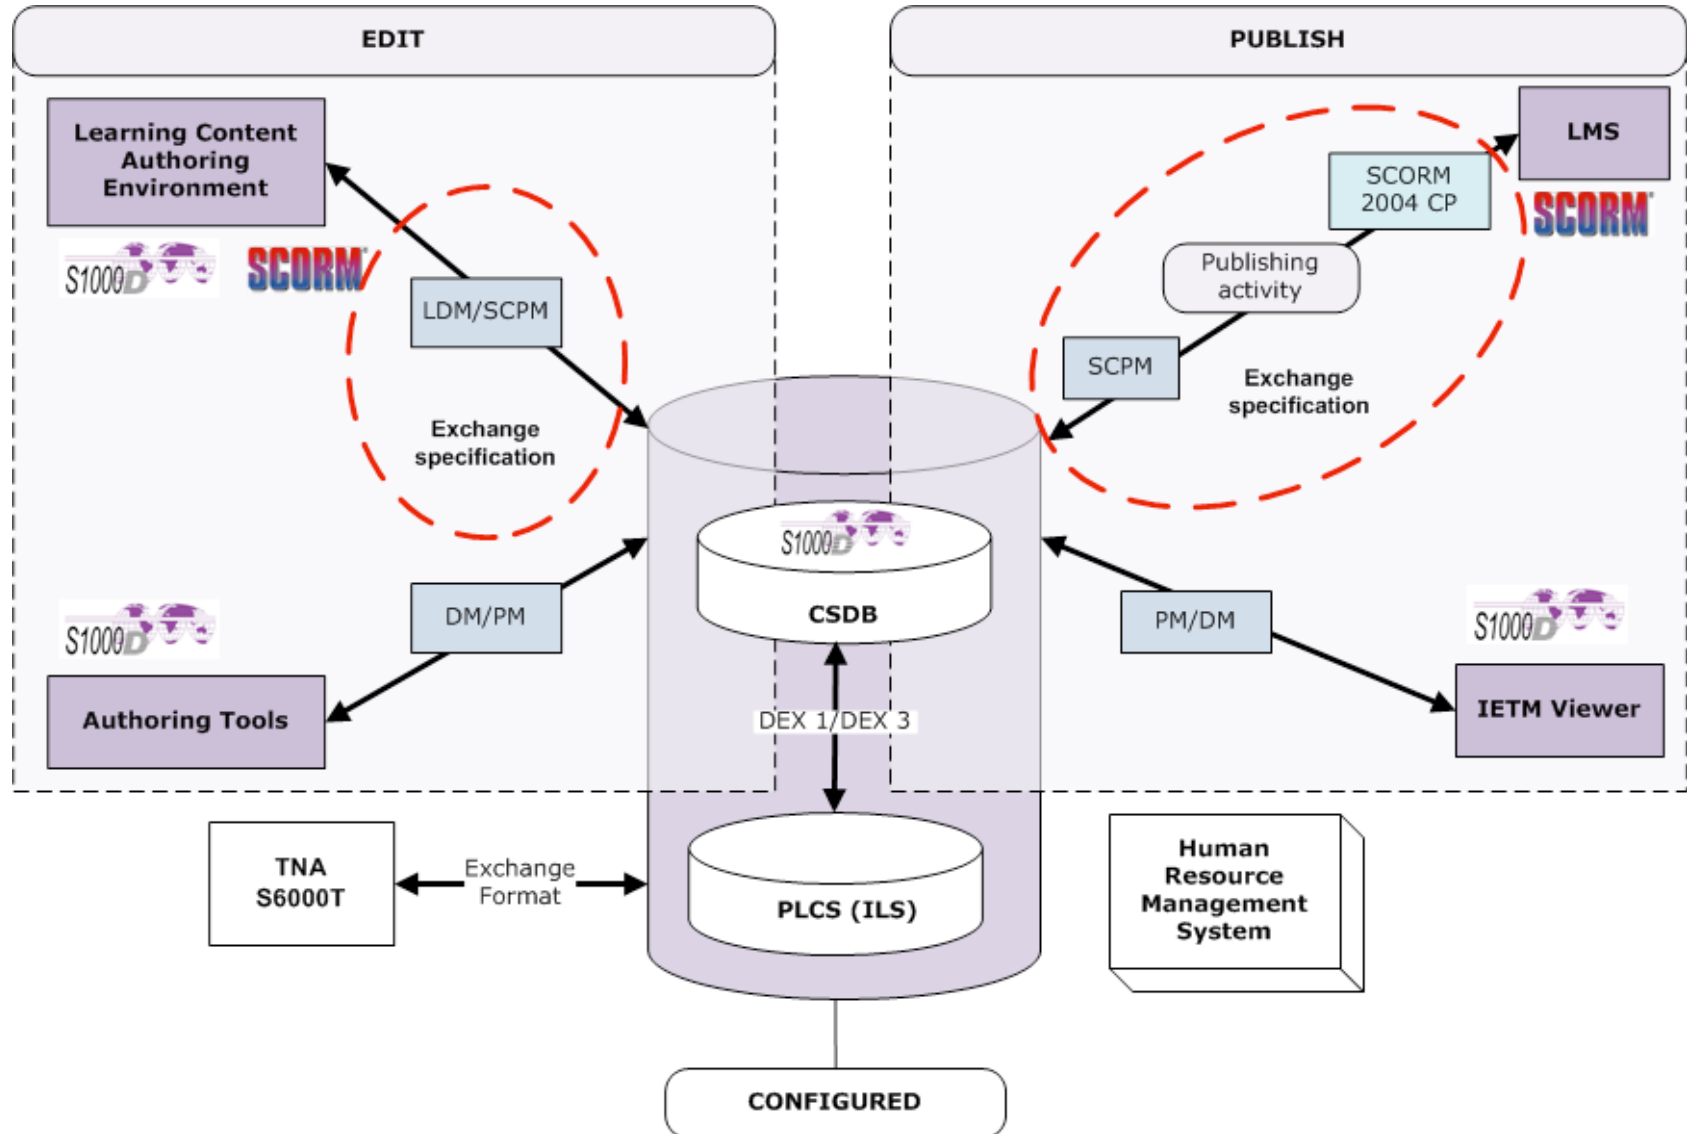 EDIT
PUBLISH
Learning Content
Authoring
Environment
S1000D
SCORM
LDM/SCPM
Exchange
specification
LMS
SCORM
2004 CP
SCORM
Publishing
activity
SCPM
Exchange
specification
S1000D
CSDB
S1000D
DM/PM
Authoring Tools
PM/DM
S1000D
IETM Viewer
DEX 1/DEX 3
TNA
S6000T
Exchange
Format
PLCS (ILS)
Human
Resource
Management
System
CONFIGURED